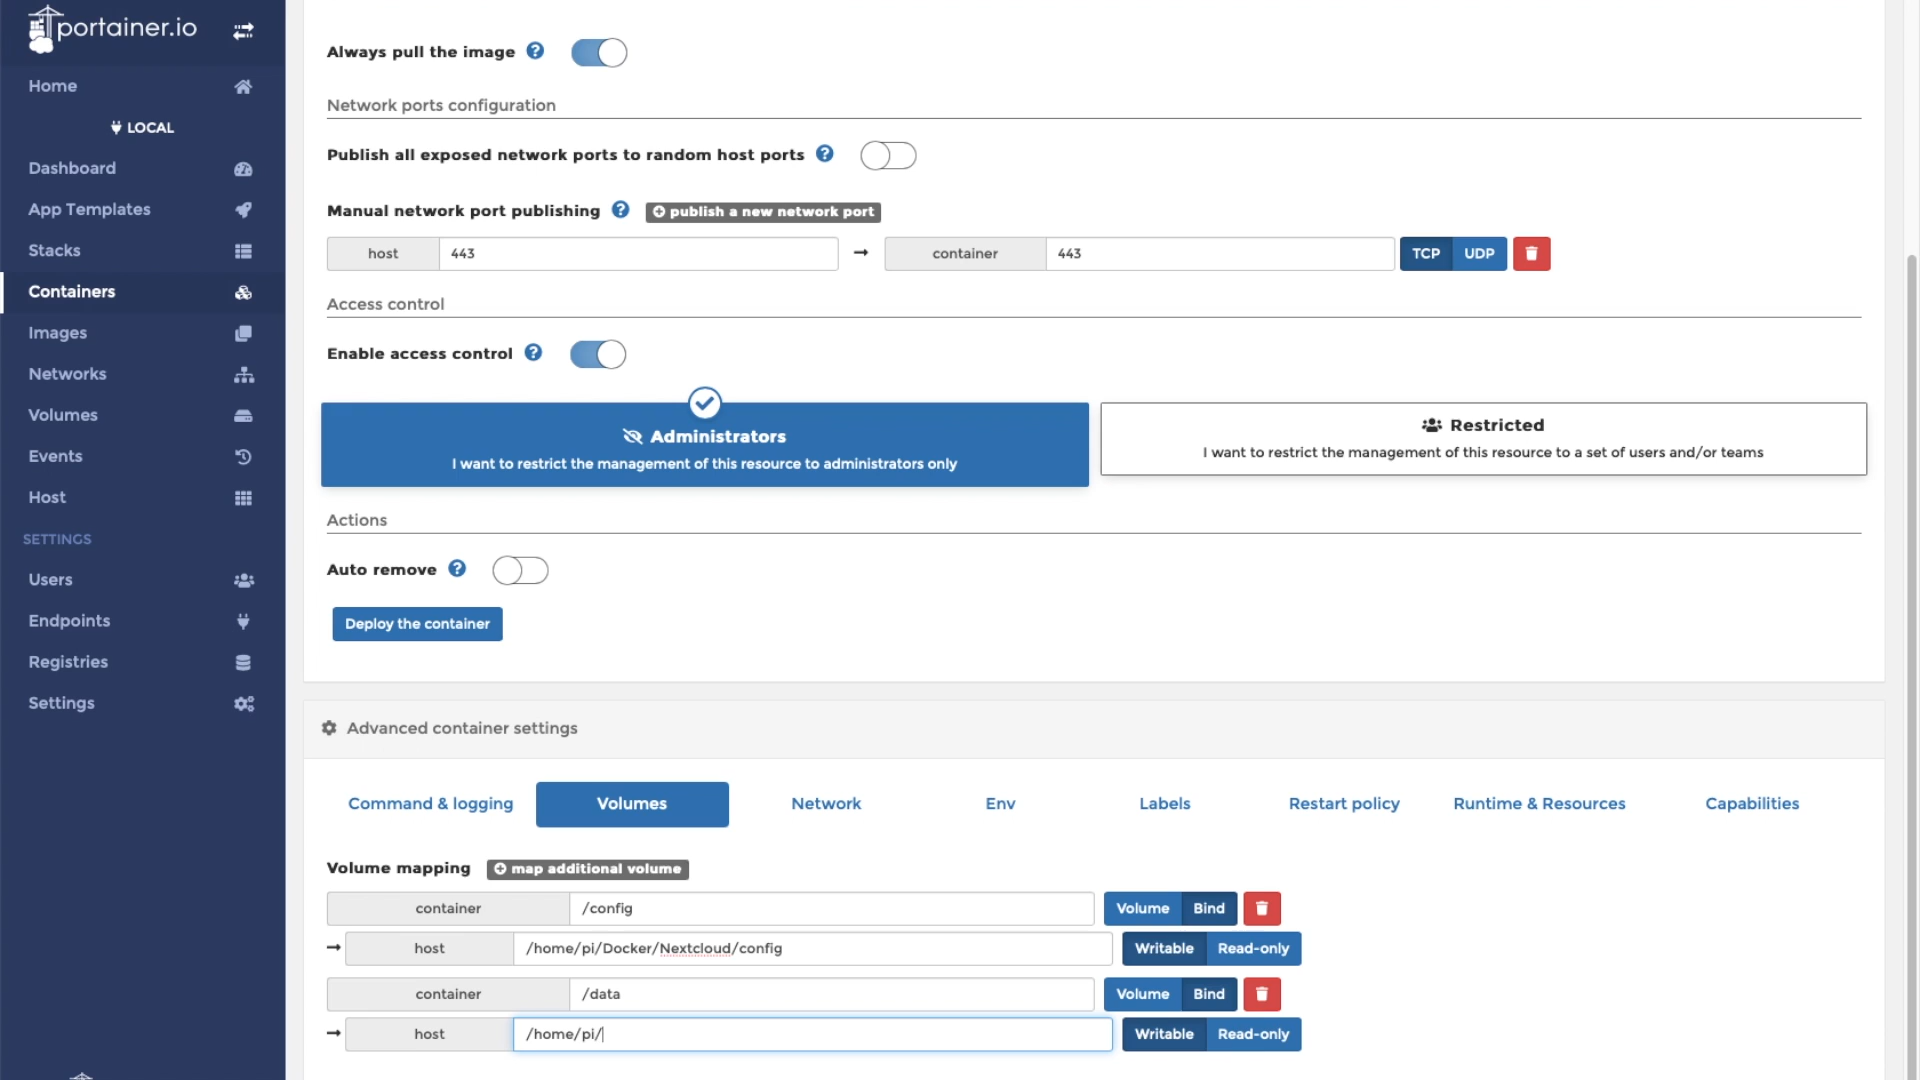 portainer.io
Home
LOCAL
Dashboard
App Templates
Stacks
Containers
Images
Networks
Volumes
Events
Host
SETTINGS
Users
Endpoints
Registries
Settings
Always pull the image
Network ports configuration
Publish all exposed network ports to random host ports
Manual network port publishing publish a new network port
host 443 → container 443 TCP UDP
Access control
Enable access control
Administrators
I want to restrict the management of this resource to administrators only
Restricted
I want to restrict the management of this resource to a set of users and/or teams
Actions
Auto remove
Deploy the container
Advanced container settings
Command & logging Volumes Network Env Labels Restart policy Runtime & Resources Capabilities
Volume mapping map additional volume
container /config Volume Bind
→ host /home/pi/Docker/Nextcloud/config Writable Read-only
container /data Volume Bind
→ host /home/pi/ Writable Read-only